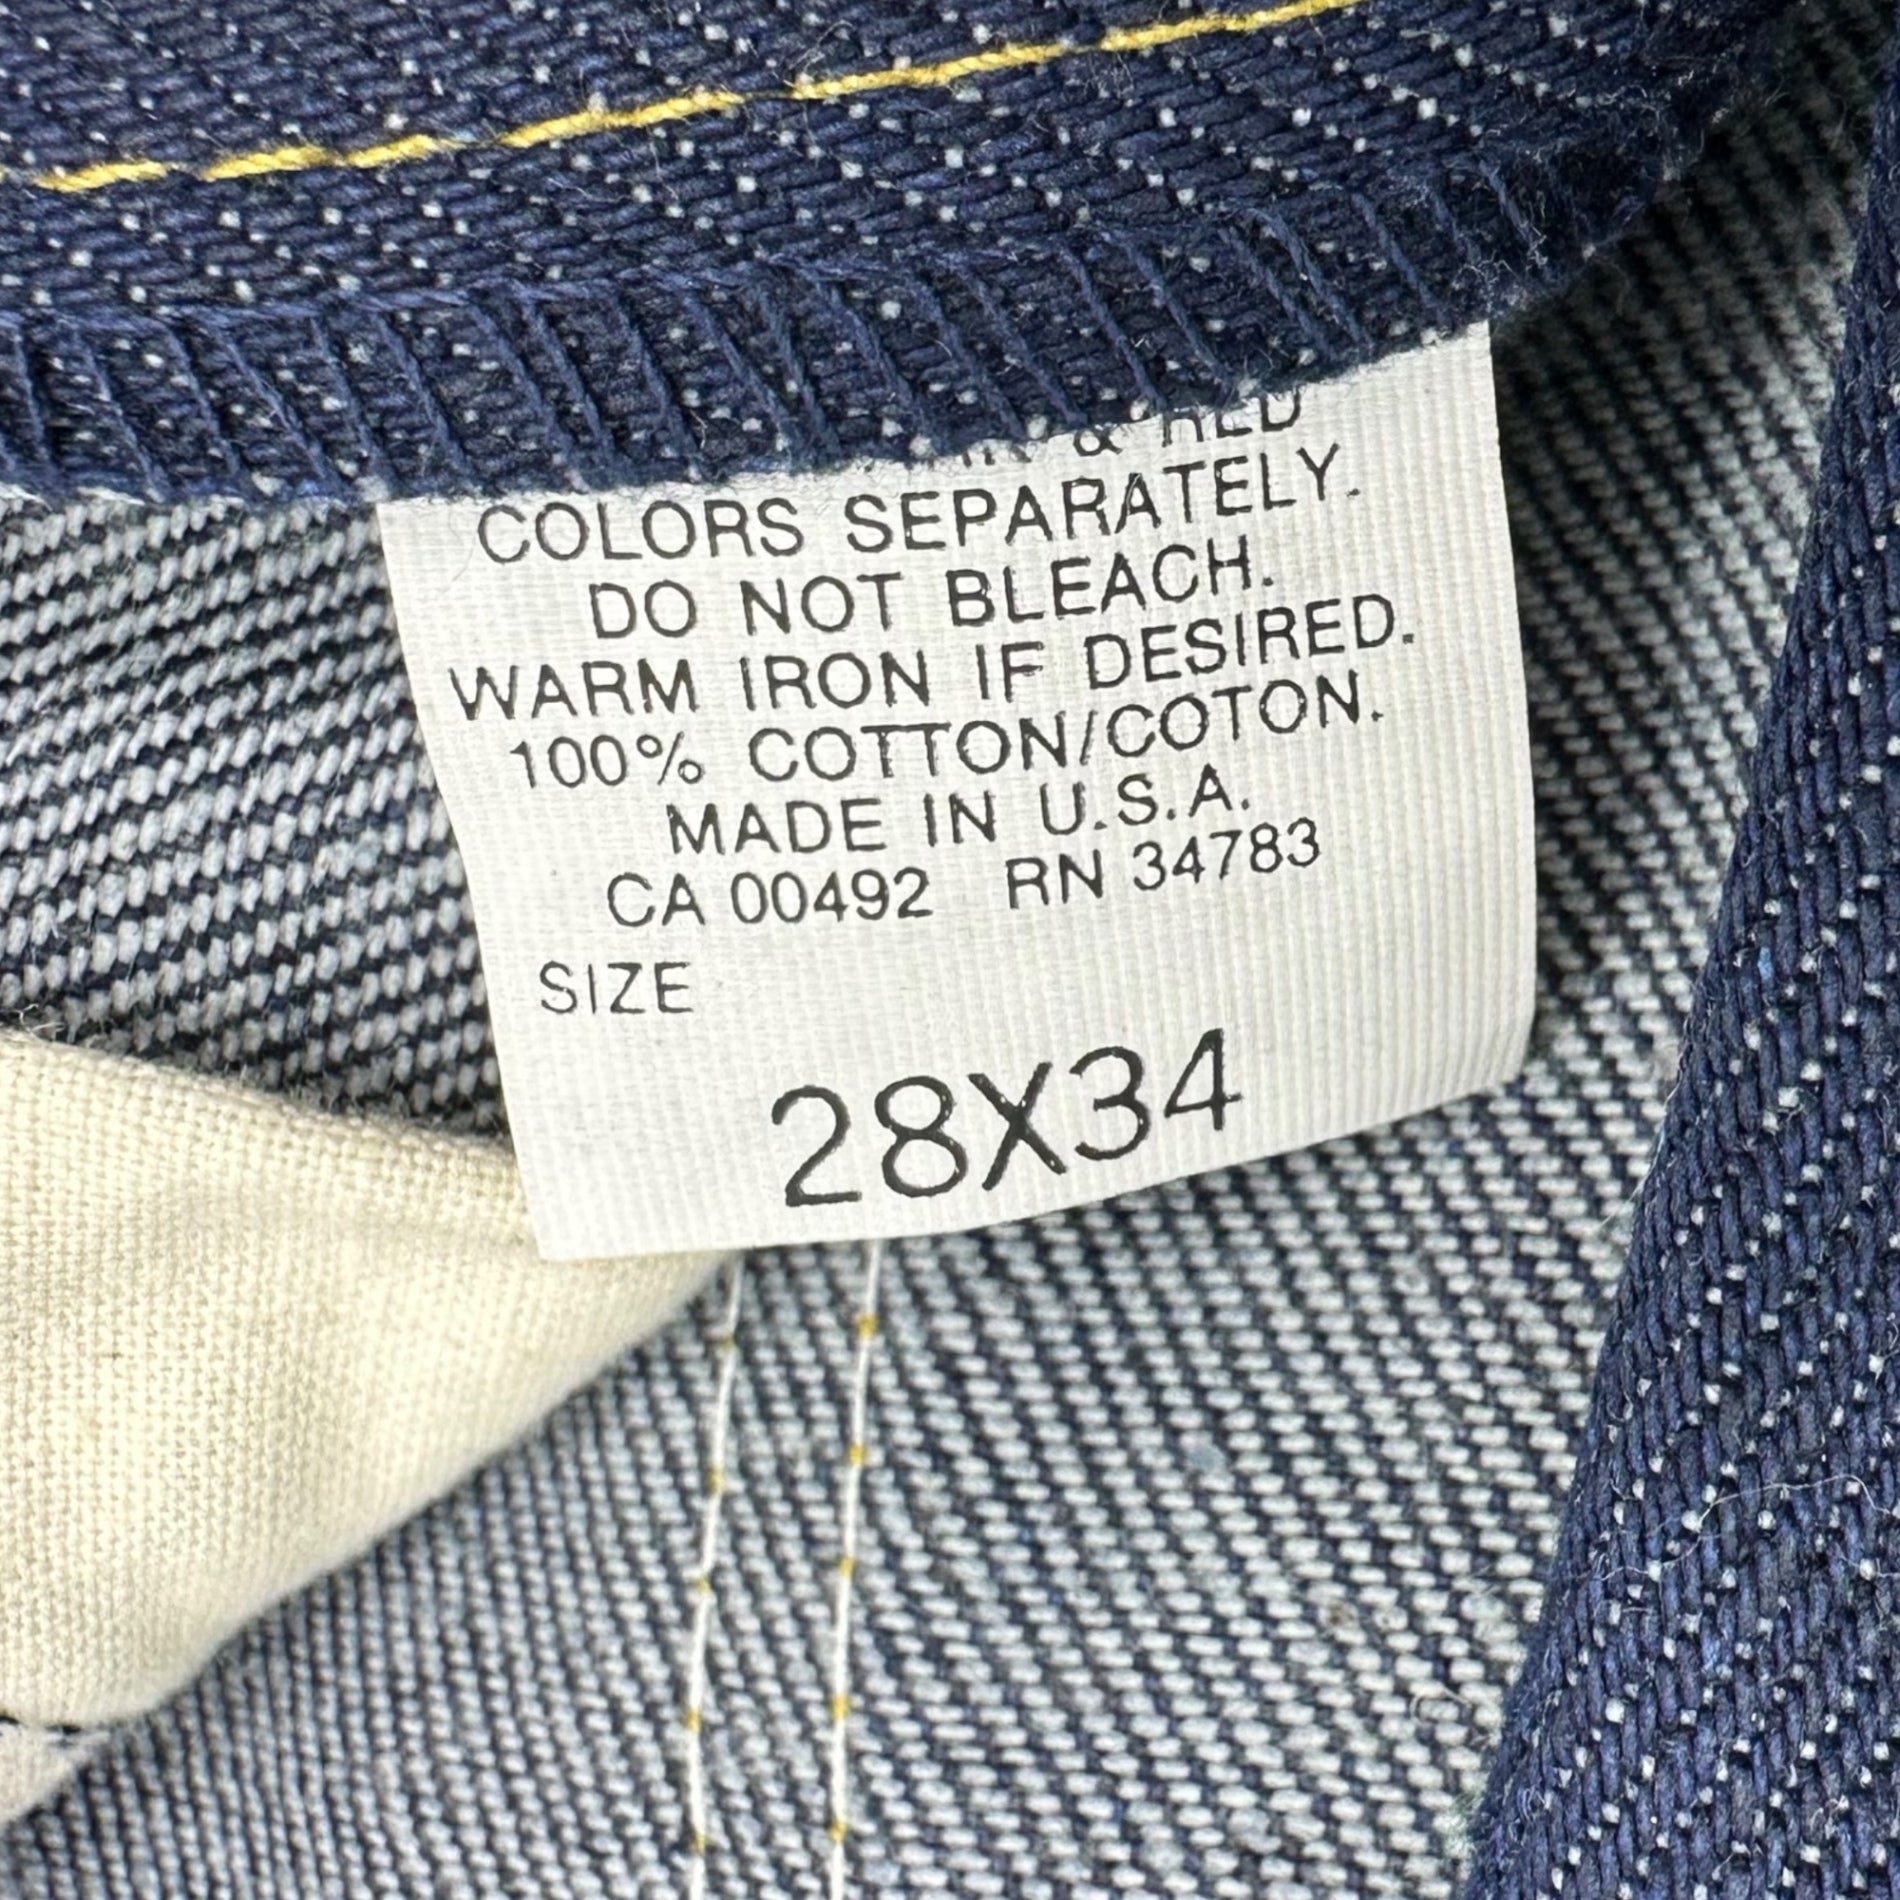 & RED
COLORS SEPARATELY.
DO NOT BLEACH.
WARM IRON IF DESIRED.
100% COTTON/COTON.
MADE IN U.S.A.
CA 00492 RN 34783
SIZE
28X34